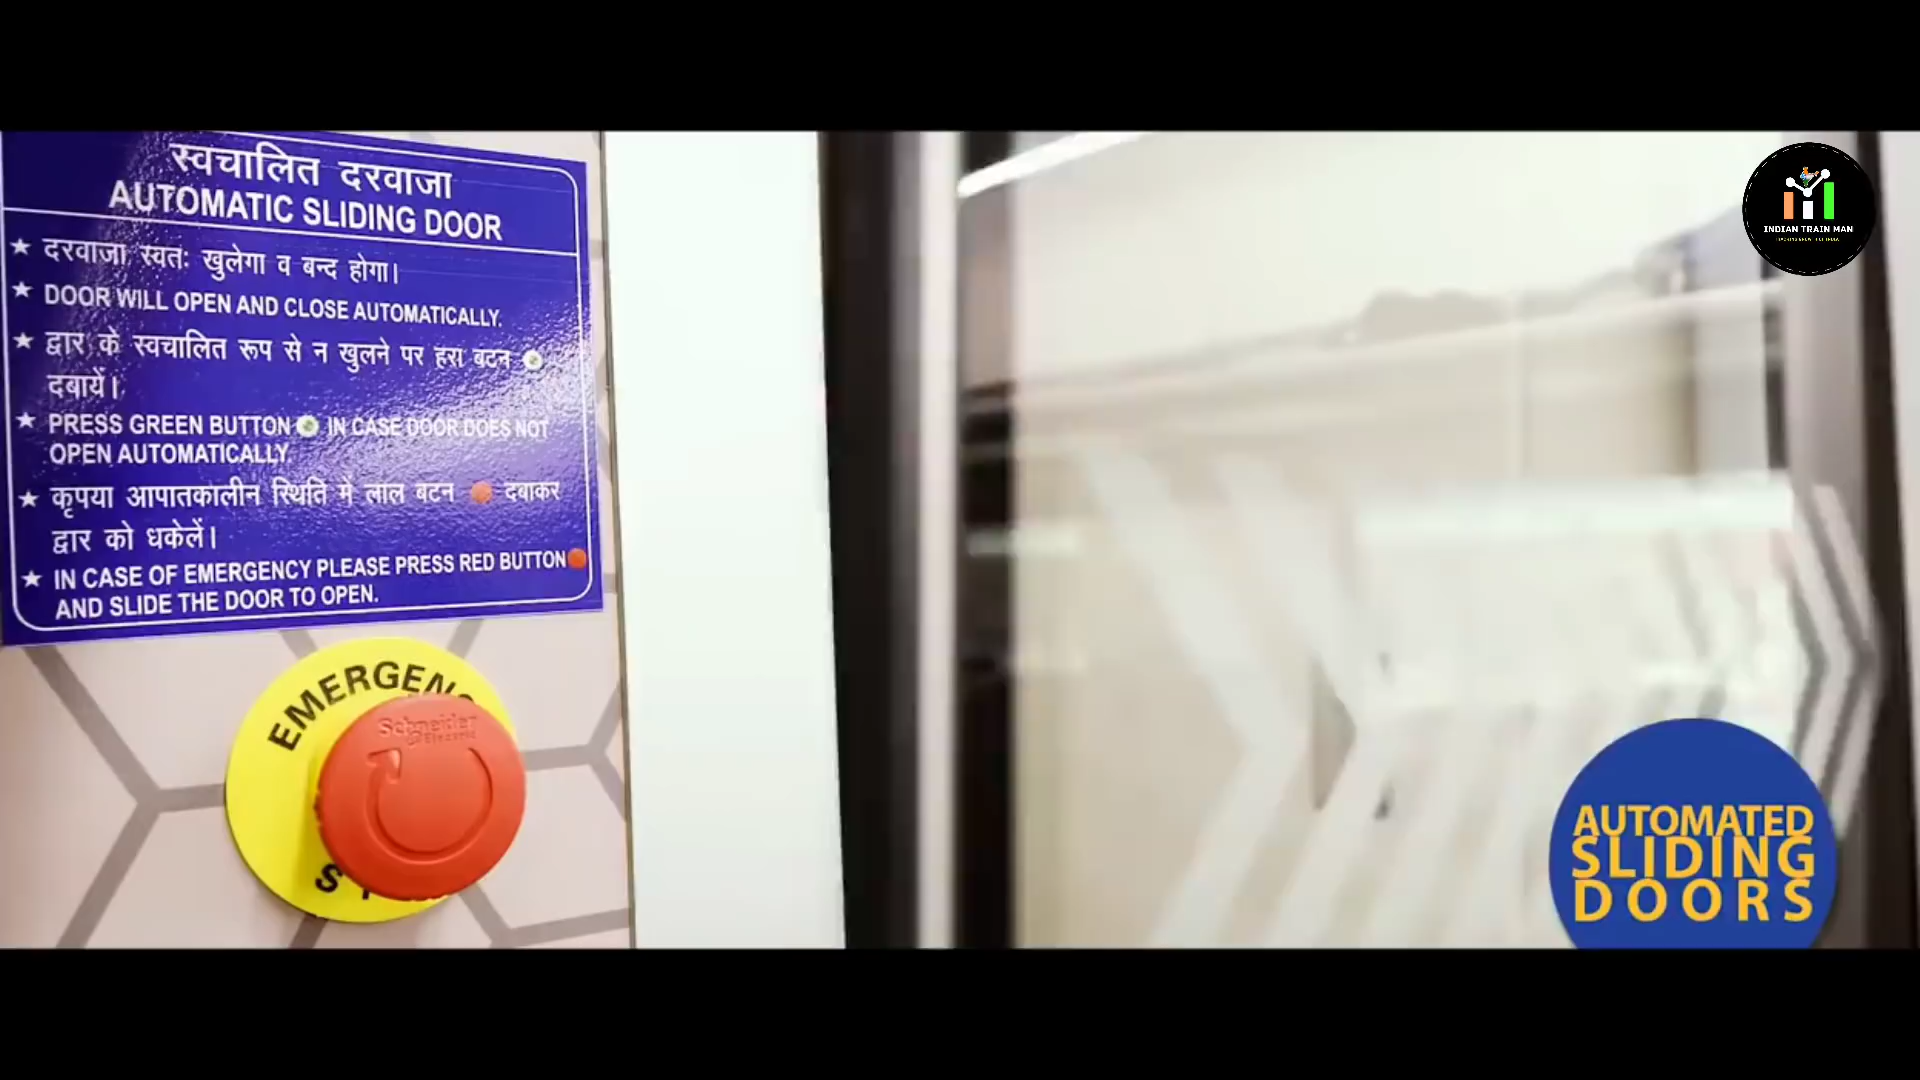 स्वचालित दरवाजा
AUTOMATIC SLIDING DOOR
★ दरवाजा स्वतः खुलेगा व बन्द होगा।
★ DOOR WILL OPEN AND CLOSE AUTOMATICALLY.
★ द्वार के स्वचालित रूप से न खुलने पर हरा बटन
दबायें।
★ PRESS GREEN BUTTON IN CASE DOOR DOES NOT
OPEN AUTOMATICALLY.
★ कृपया आपातकालीन स्थिति में लाल बटन दबाकर
द्वार को धकेलें।
★ IN CASE OF EMERGENCY PLEASE PRESS RED BUTTON
AND SLIDE THE DOOR TO OPEN.
Schneider
Electric
INDIAN TRAIN MAN
AUTOMATED
SLIDING
DOORS